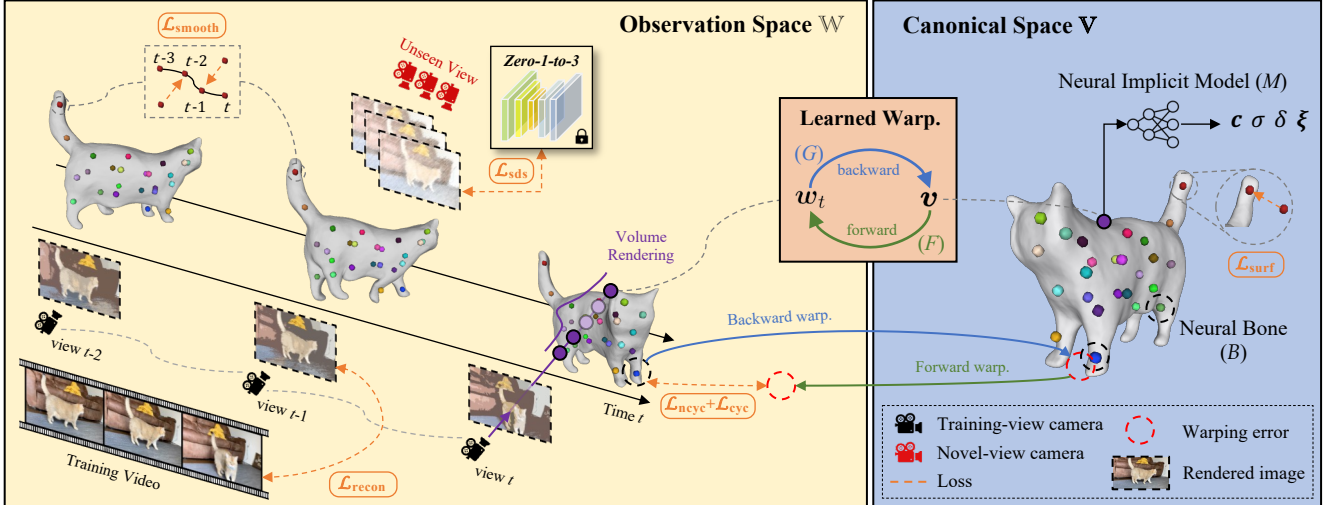 Observation Space 𝕎
Canonical Space 𝕍
ℒsmooth
t-3 t-2
t-1 t
Unseen View
Zero-1-to-3
ℒsds
Learned Warp.
(G)
backward
wt v
forward
(F)
Neural Implicit Model (M)
c σ δ ξ
ℒsurf
Volume
Rendering
Backward warp.
Neural Bone
(B)
Forward warp.
ℒncyc+ℒcyc
Time t
view t-2
view t-1
view t
Training Video
ℒrecon
Training-view camera
Novel-view camera
Loss
Warping error
Rendered image